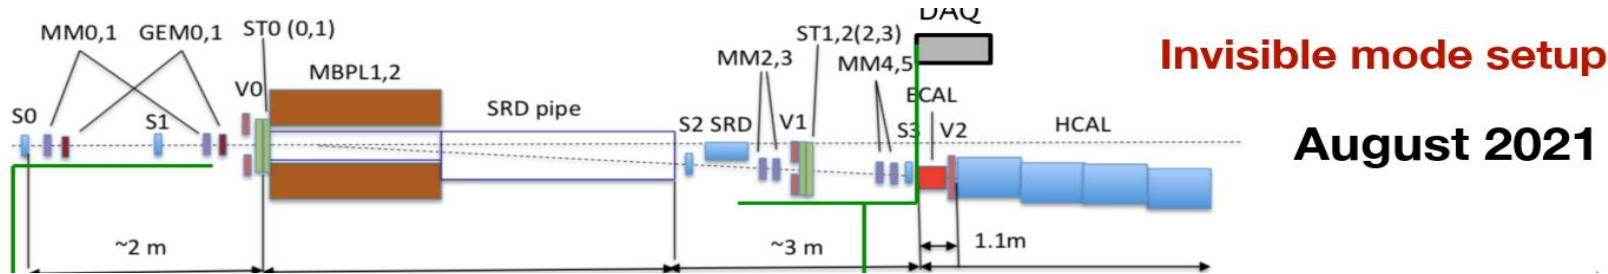 DAQ
ST0 (0,1)
MM0,1 GEM0,1
ST1,2(2,3)
Invisible mode setup
MM2,3
MM4,5
MBPL1,2
V0
ECAL
SRD pipe
S0
S1
S2 SRD
V1
S3
V2
HCAL
August 2021
~2 m
~3 m
1.1m